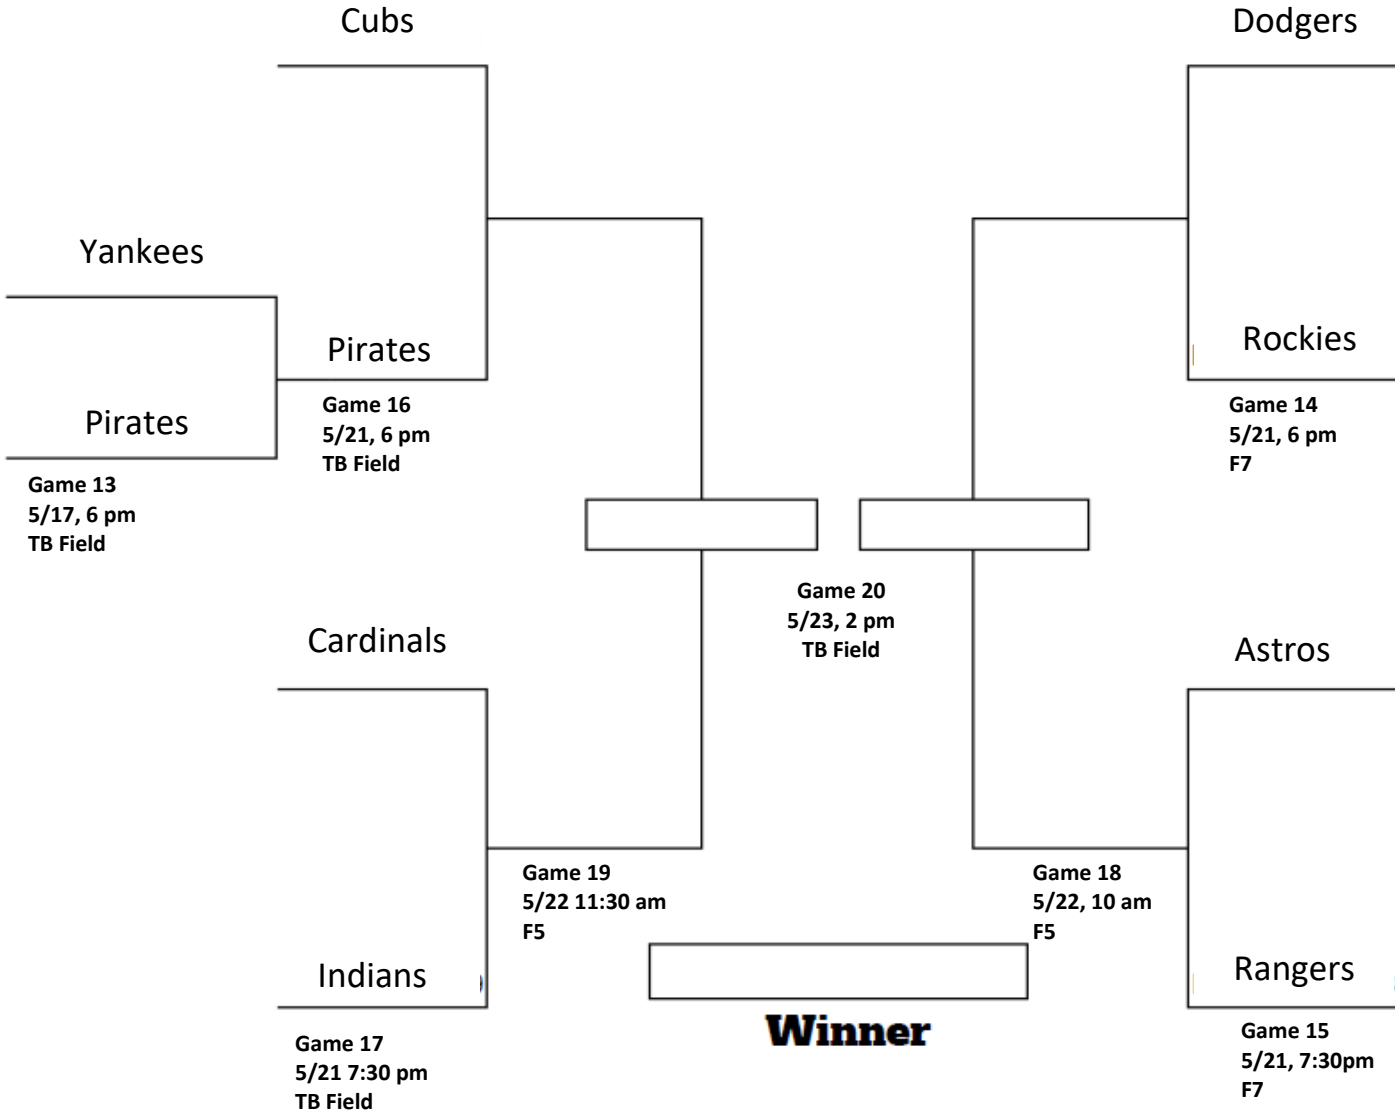 Cubs
Dodgers
Yankees
Pirates
Rockies
Game 16
5/21, 6 pm
TB Field
Game 14
5/21, 6 pm
F7
Pirates
Game 13
5/17, 6 pm
TB Field
Game 20
5/23, 2 pm
TB Field
Cardinals
Astros
Game 19
5/22 11:30 am
F5
Game 18
5/22, 10 am
F5
Indians
Rangers
Winner
Game 17
5/21 7:30 pm
TB Field
Game 15
5/21, 7:30pm
F7